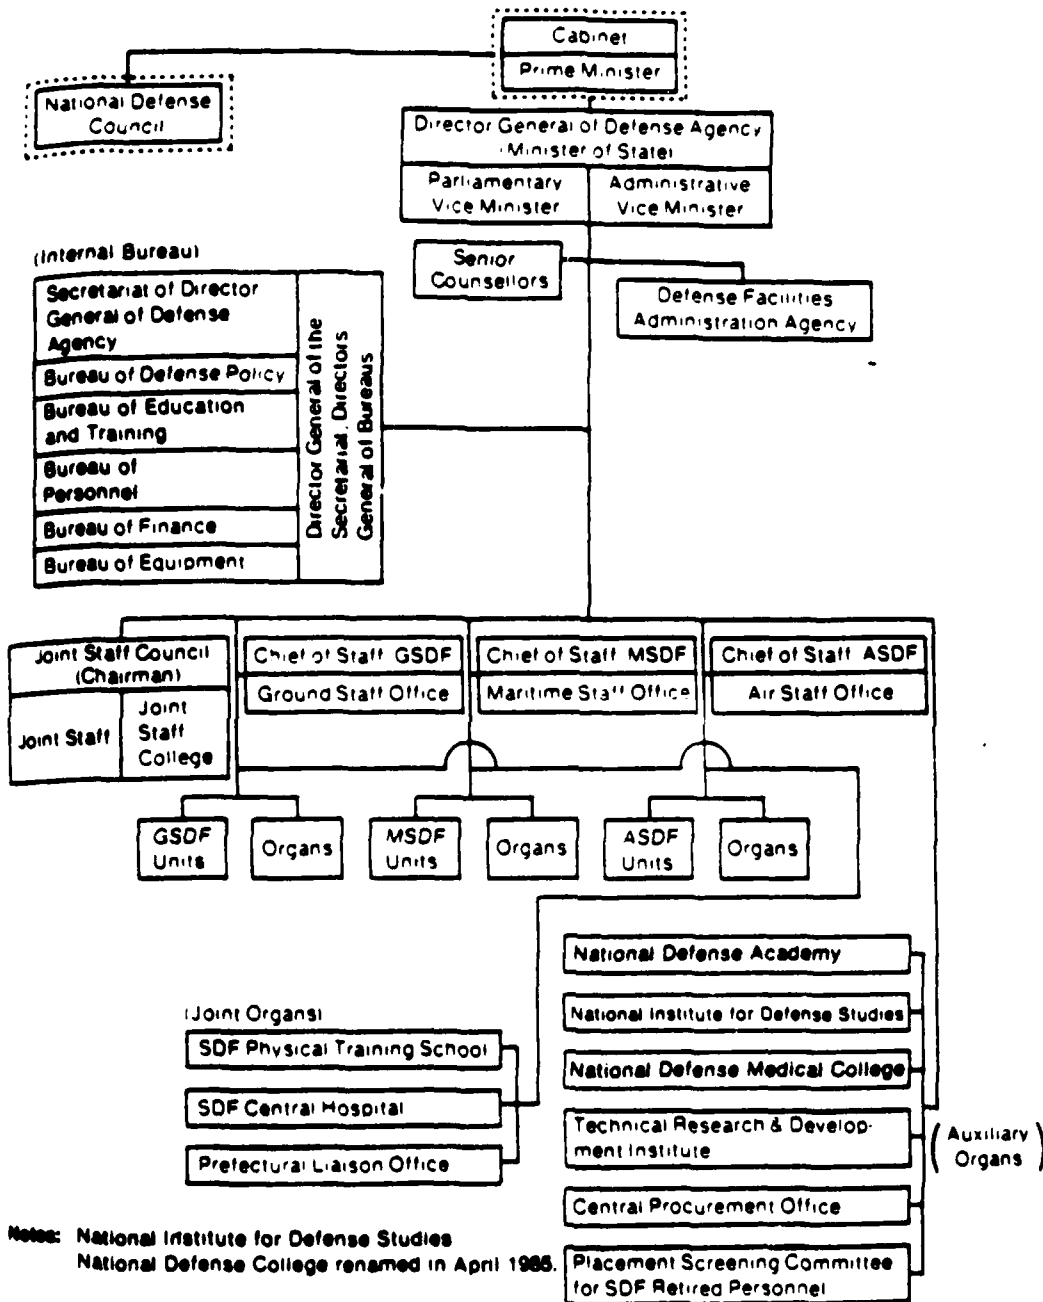 Cabinet
Prime Minister
National Defense
Council
Director General of Defense Agency
(Minister of State)
Parliamentary
Vice Minister
Administrative
Vice Minister
Senior
Counsellors
Defense Facilities
Administration Agency
(Internal Bureau)
Secretariat of Director
General of Defense
Agency
Bureau of Defense Policy
Bureau of Education
and Training
Bureau of
Personnel
Bureau of Finance
Bureau of Equipment
Director General of the
Secretariat, Directors
General of Bureaus
Joint Staff Council
(Chairman)
Joint Staff
Joint
Staff
College
Chief of Staff GSDF
Ground Staff Office
Chief of Staff MSDF
Maritime Staff Office
Chief of Staff ASDF
Air Staff Office
GSDF
Units
Organs
MSDF
Units
Organs
ASDF
Units
Organs
(Joint Organs)
SDF Physical Training School
SDF Central Hospital
Prefectural Liaison Office
National Defense Academy
National Institute for Defense Studies
National Defense Medical College
Technical Research & Develop-
ment Institute
Central Procurement Office
Placement Screening Committee
for SDF Retired Personnel
(Auxiliary
Organs)
Notes: National Institute for Defense Studies
National Defense College renamed in April 1985.